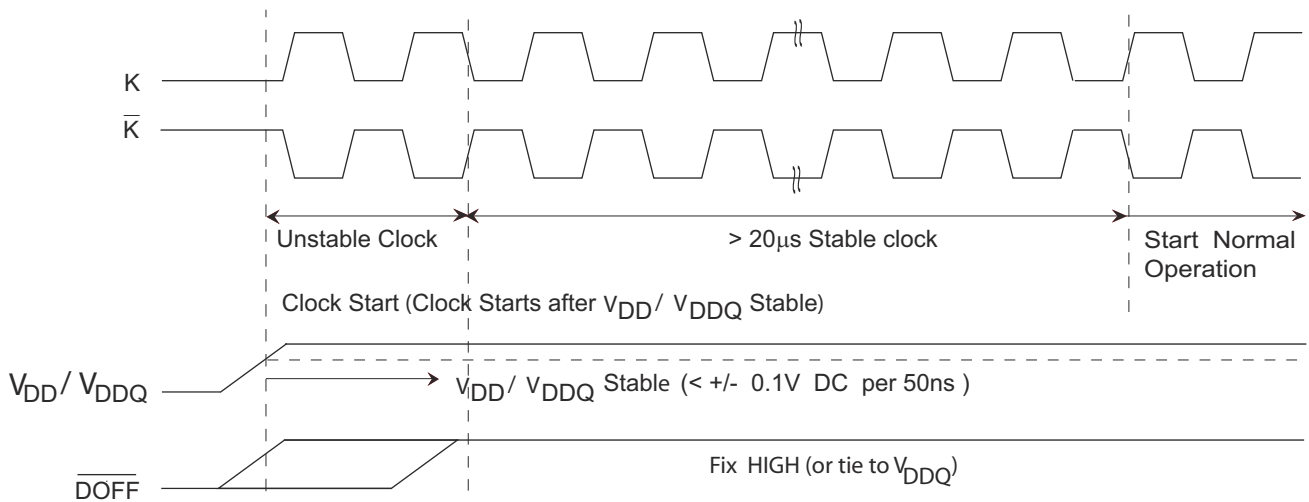 K
K
Unstable Clock
> 20μs Stable clock
Start Normal
Operation
Clock Start (Clock Starts after VDD / VDDQ Stable)
VDD / VDDQ
VDD / VDDQ Stable (< +/- 0.1V DC per 50ns )
DOFF
Fix HIGH (or tie to VDDQ)